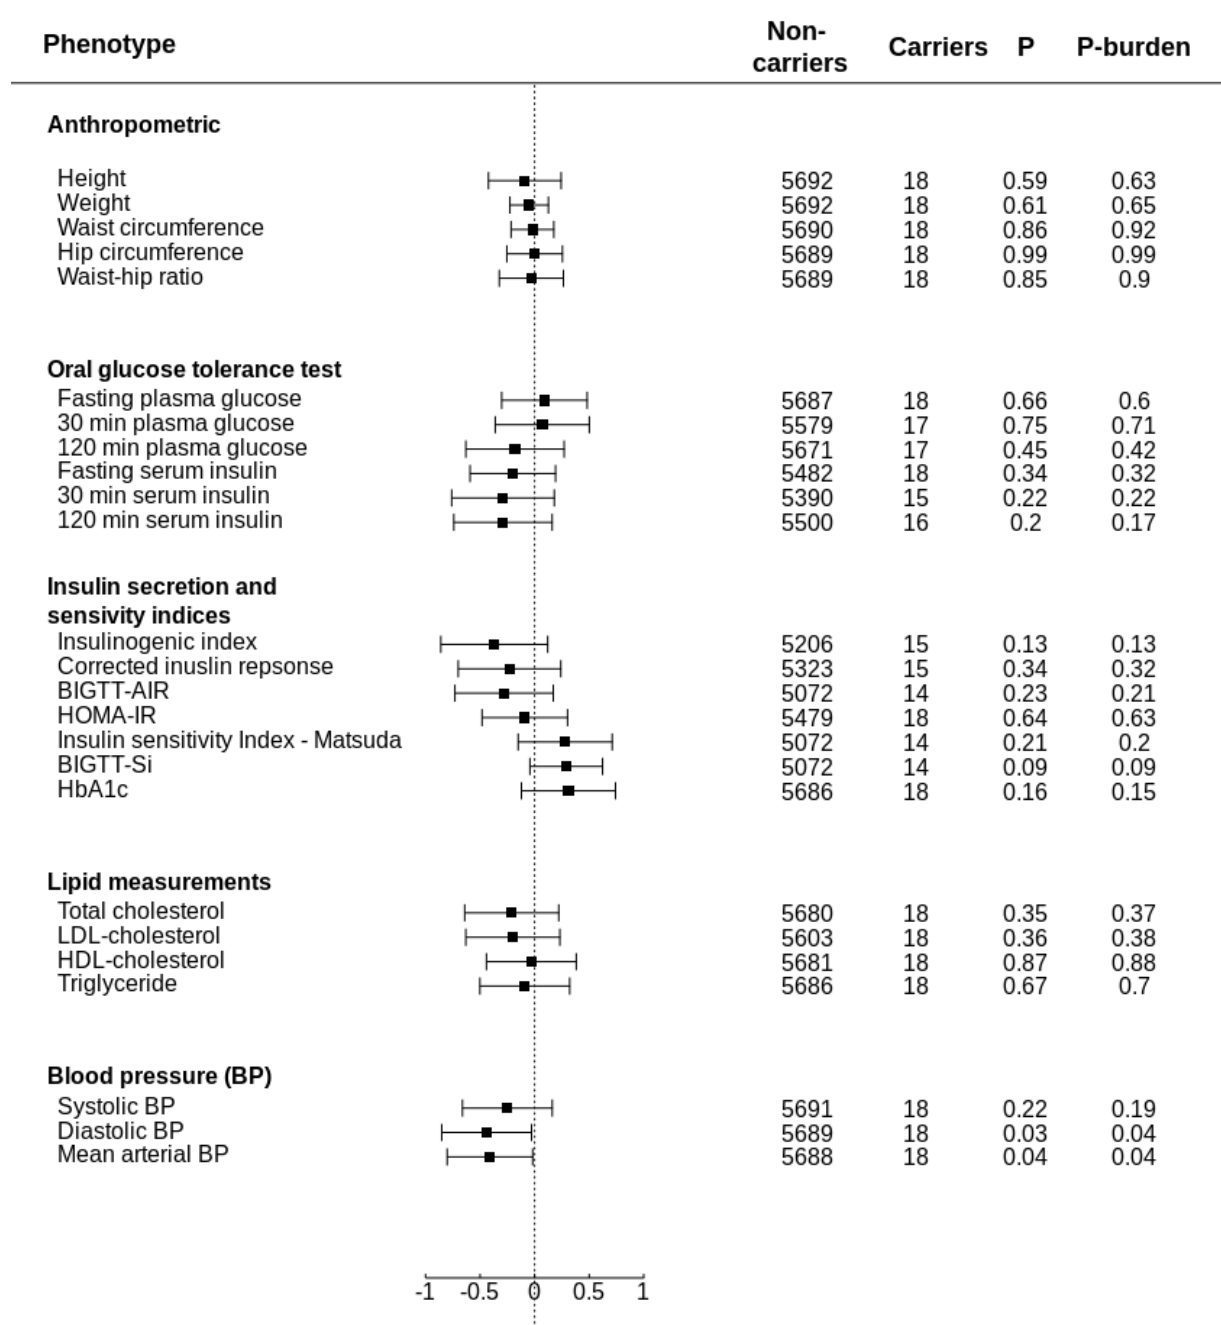 Phenotype Non-carriers Carriers P P-burden
Anthropometric
Height 5692 18 0.59 0.63
Weight 5692 18 0.61 0.65
Waist circumference 5690 18 0.86 0.92
Hip circumference 5689 18 0.99 0.99
Waist-hip ratio 5689 18 0.85 0.9
Oral glucose tolerance test
Fasting plasma glucose 5687 18 0.66 0.6
30 min plasma glucose 5579 17 0.75 0.71
120 min plasma glucose 5671 17 0.45 0.42
Fasting serum insulin 5482 18 0.34 0.32
30 min serum insulin 5390 15 0.22 0.22
120 min serum insulin 5500 16 0.2 0.17
Insulin secretion and
sensivity indices
Insulinogenic index 5206 15 0.13 0.13
Corrected inuslin repsonse 5323 15 0.34 0.32
BIGTT-AIR 5072 14 0.23 0.21
HOMA-IR 5479 18 0.64 0.63
Insulin sensitivity Index - Matsuda 5072 14 0.21 0.2
BIGTT-Si 5072 14 0.09 0.09
HbA1c 5686 18 0.16 0.15
Lipid measurements
Total cholesterol 5680 18 0.35 0.37
LDL-cholesterol 5603 18 0.36 0.38
HDL-cholesterol 5681 18 0.87 0.88
Triglyceride 5686 18 0.67 0.7
Blood pressure (BP)
Systolic BP 5691 18 0.22 0.19
Diastolic BP 5689 18 0.03 0.04
Mean arterial BP 5688 18 0.04 0.04
-1 -0.5 0 0.5 1